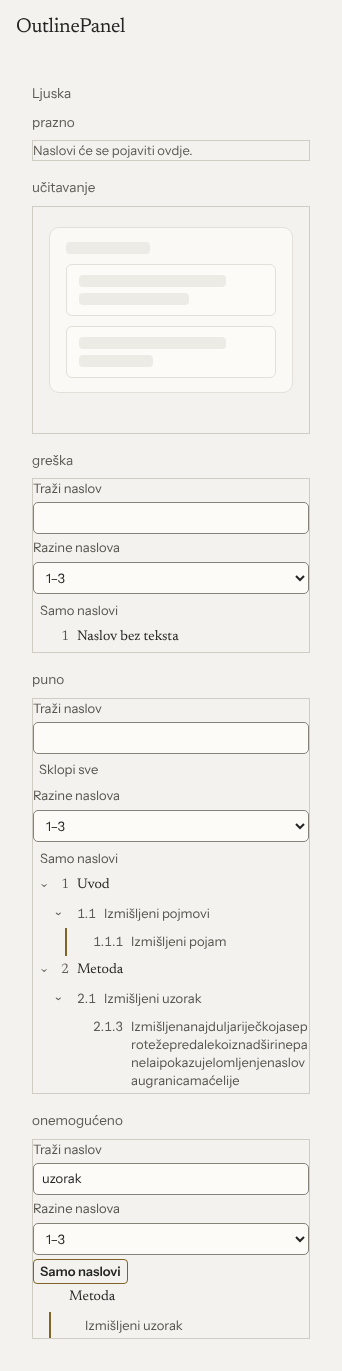 OutlinePanel
Ljuska
prazno
Naslovi će se pojaviti ovdje.
učitavanje
greška
Traži naslov
Razine naslova
1–3
Samo naslovi
1 Naslov bez teksta
puno
Traži naslov
Sklopi sve
Razine naslova
1–3
Samo naslovi
1 Uvod
1.1 Izmišljeni pojmovi
1.1.1 Izmišljeni pojam
2 Metoda
2.1 Izmišljeni uzorak
2.1.3 Izmišljenanajduljariječkojasep
rotežepredalekoiznadširinepa
nelaipokazujelomljenjenaslov
augranicamaćelije
onemogućeno
Traži naslov
uzorak
Razine naslova
1–3
Samo naslovi
Metoda
Izmišljeni uzorak